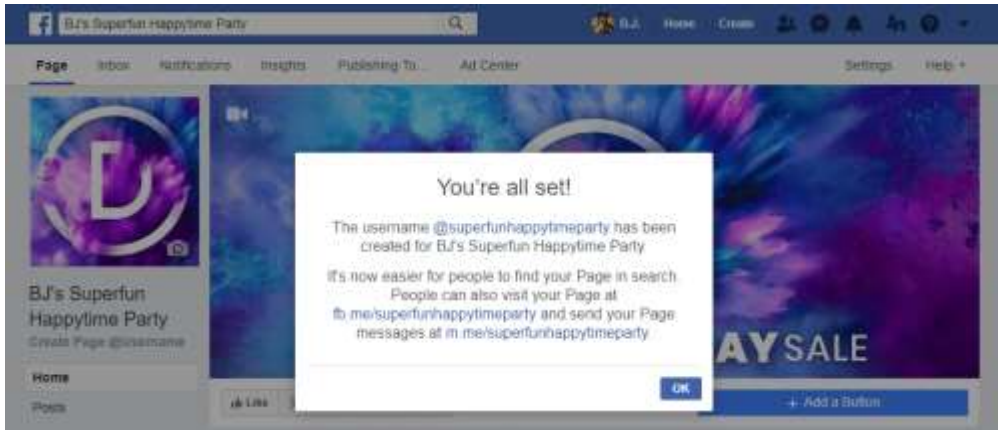 BJ's Superfun Happytime Party
B.J. Home Create
Page Inbox Notifications Insights Publishing To... Ad Center Settings Help
D
You're all set!
The username @superfunhappytimeparty has been
created for BJ's Superfun Happytime Party
It's now easier for people to find your Page in search.
People can also visit your Page at
fb.me/superfunhappytimeparty and send your Page
messages at m.me/superfunhappytimeparty
OK
BJ's Superfun
Happytime Party
Create Page @username
AY SALE
Home
Posts
Like
+ Add a Button